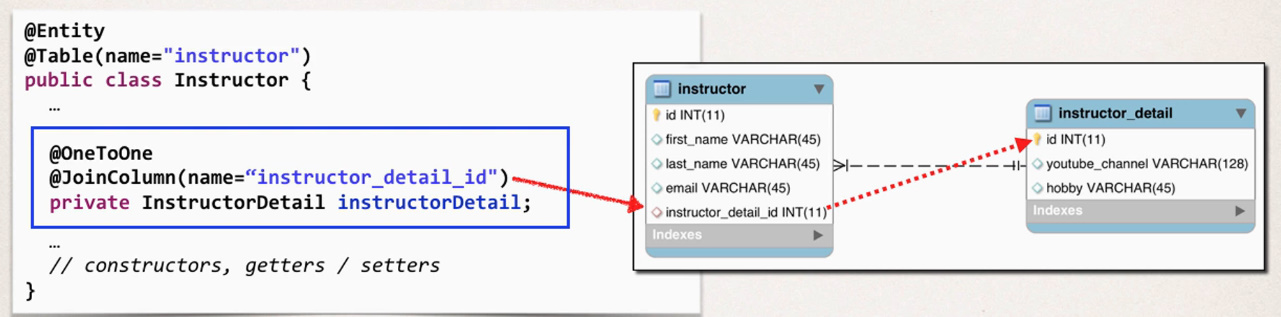 @Entity
@Table(name="instructor")
public class Instructor {
…
@OneToOne
@JoinColumn(name=“instructor_detail_id")
private InstructorDetail instructorDetail;
…
// constructors, getters / setters
}
instructor
id INT(11)
first_name VARCHAR(45)
last_name VARCHAR(45)
email VARCHAR(45)
instructor_detail_id INT(11)
Indexes
instructor_detail
id INT(11)
youtube_channel VARCHAR(128)
hobby VARCHAR(45)
Indexes